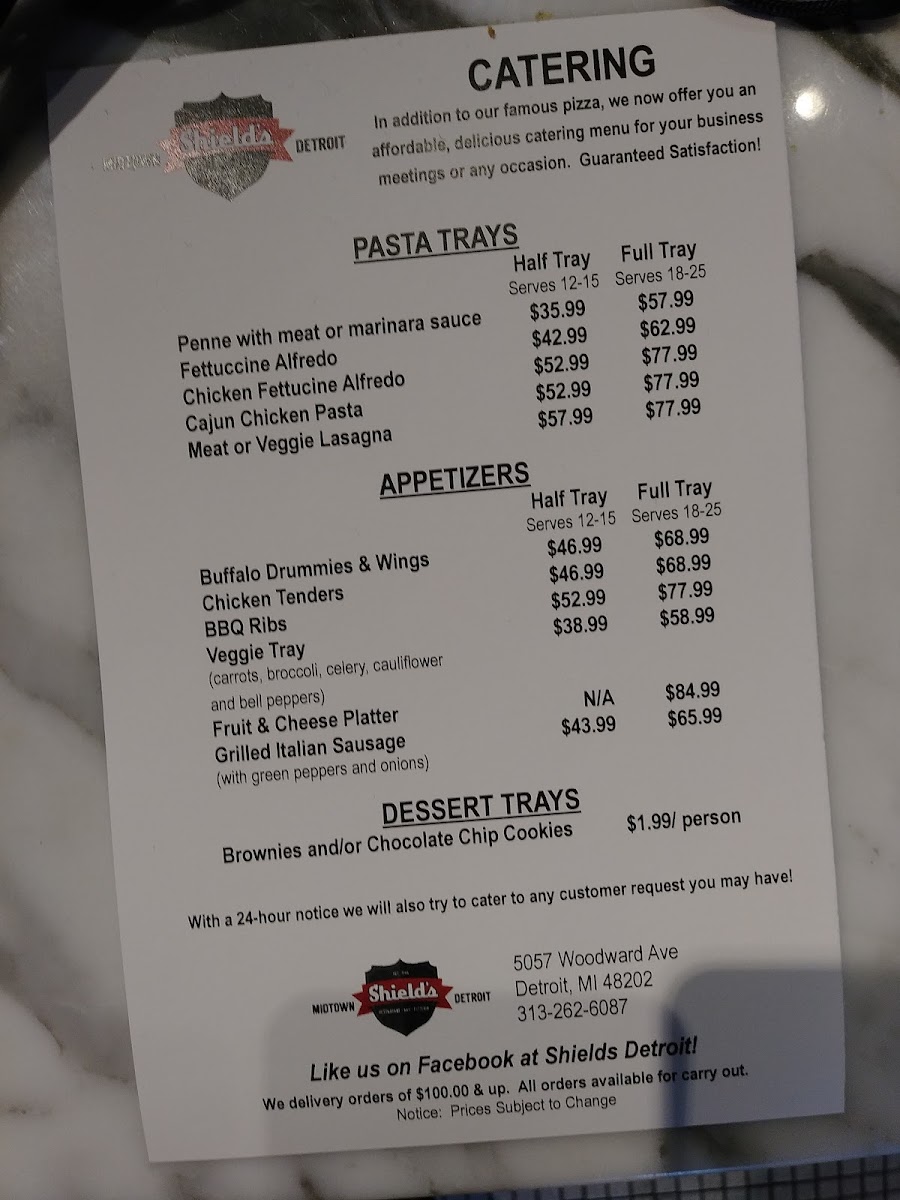 CATERING
MIDTOWN Shield's DETROIT
In addition to our famous pizza, we now offer you an
affordable, delicious catering menu for your business
meetings or any occasion. Guaranteed Satisfaction!
PASTA TRAYS
Half Tray Full Tray
Serves 12-15 Serves 18-25
Penne with meat or marinara sauce $35.99 $57.99
Fettuccine Alfredo $42.99 $62.99
Chicken Fettucine Alfredo $52.99 $77.99
Cajun Chicken Pasta $52.99 $77.99
Meat or Veggie Lasagna $57.99 $77.99
APPETIZERS
Half Tray Full Tray
Serves 12-15 Serves 18-25
Buffalo Drummies & Wings $46.99 $68.99
Chicken Tenders $46.99 $68.99
BBQ Ribs $52.99 $77.99
Veggie Tray $38.99 $58.99
(carrots, broccoli, celery, cauliflower
and bell peppers)
Fruit & Cheese Platter N/A $84.99
Grilled Italian Sausage $43.99 $65.99
(with green peppers and onions)
DESSERT TRAYS
Brownies and/or Chocolate Chip Cookies $1.99/ person
With a 24-hour notice we will also try to cater to any customer request you may have!
MIDTOWN Shield's DETROIT
5057 Woodward Ave
Detroit, MI 48202
313-262-6087
Like us on Facebook at Shields Detroit!
We delivery orders of $100.00 & up. All orders available for carry out.
Notice: Prices Subject to Change